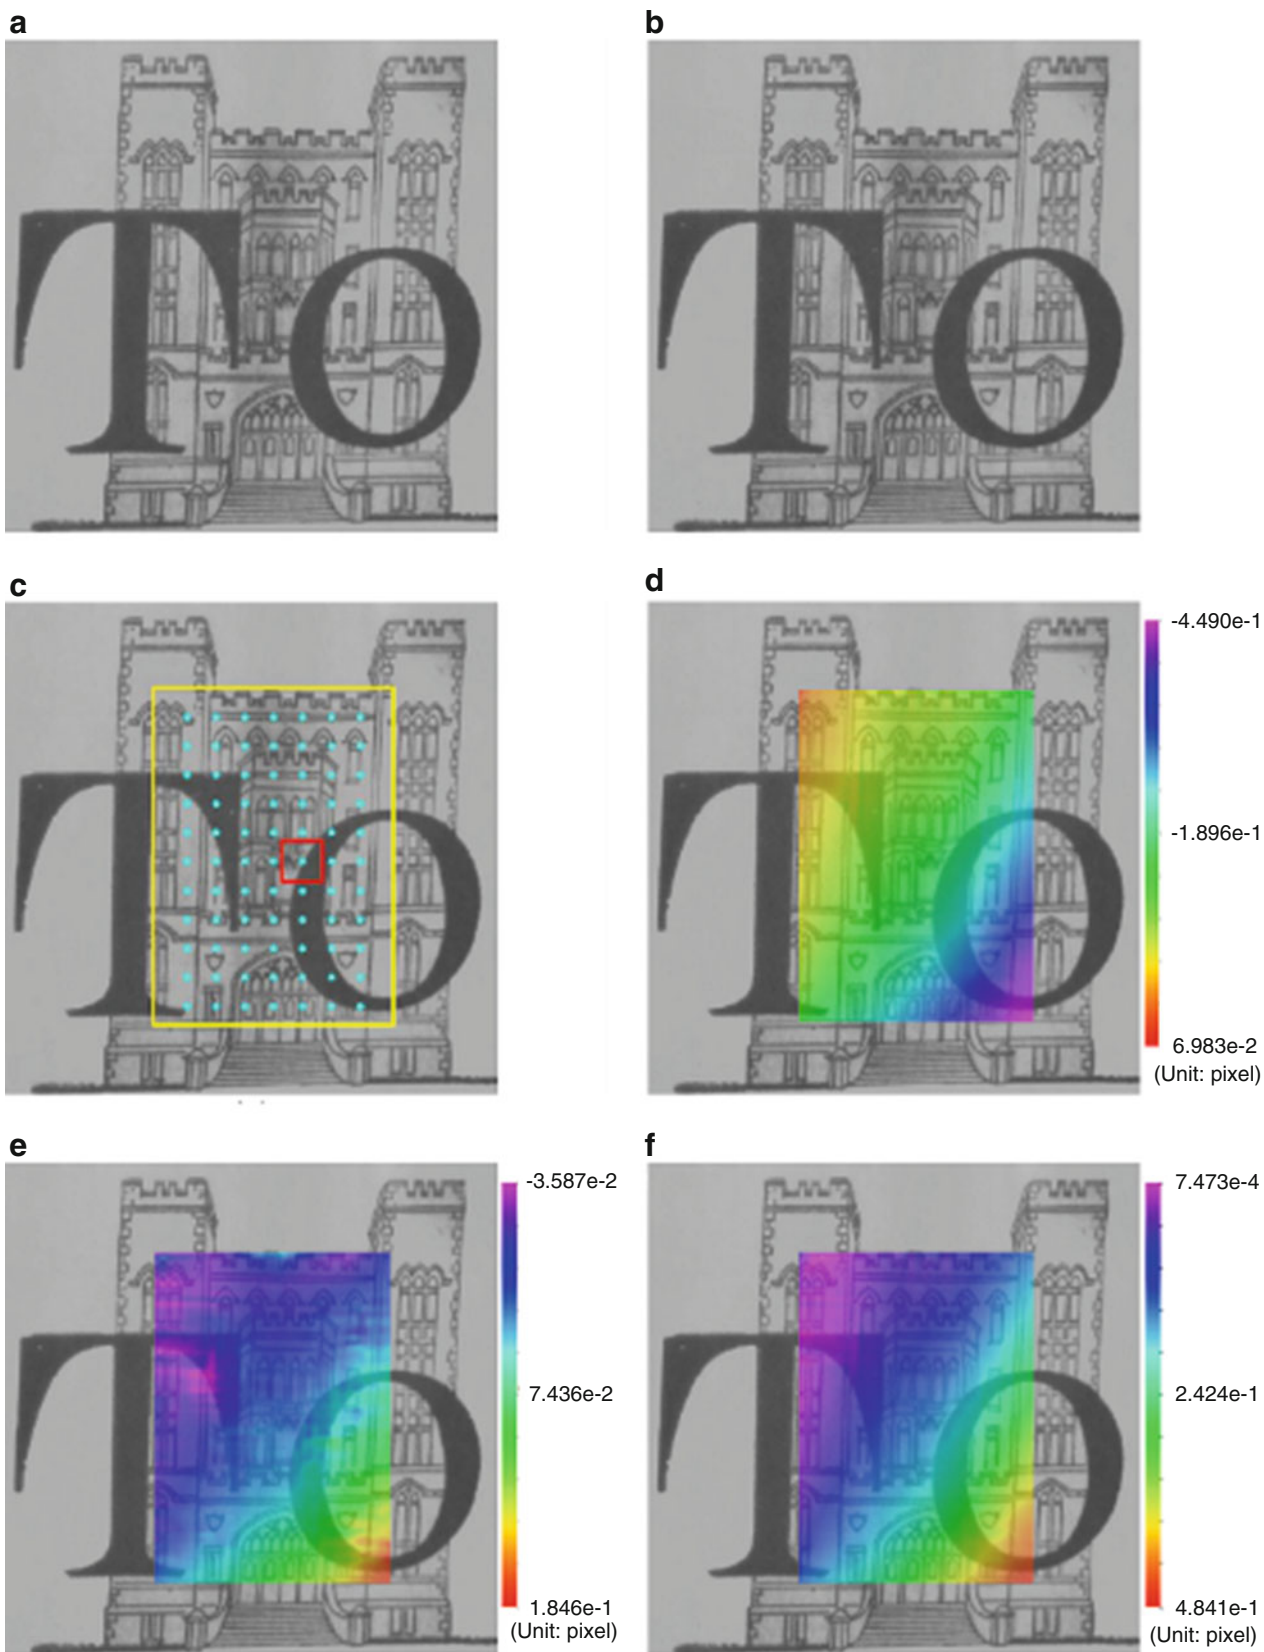 a
b
To
To
c
d
To
To
-4.490e-1
-1.896e-1
6.983e-2
(Unit: pixel)
e
f
To
To
-3.587e-2
7.436e-2
1.846e-1
(Unit: pixel)
7.473e-4
2.424e-1
4.841e-1
(Unit: pixel)